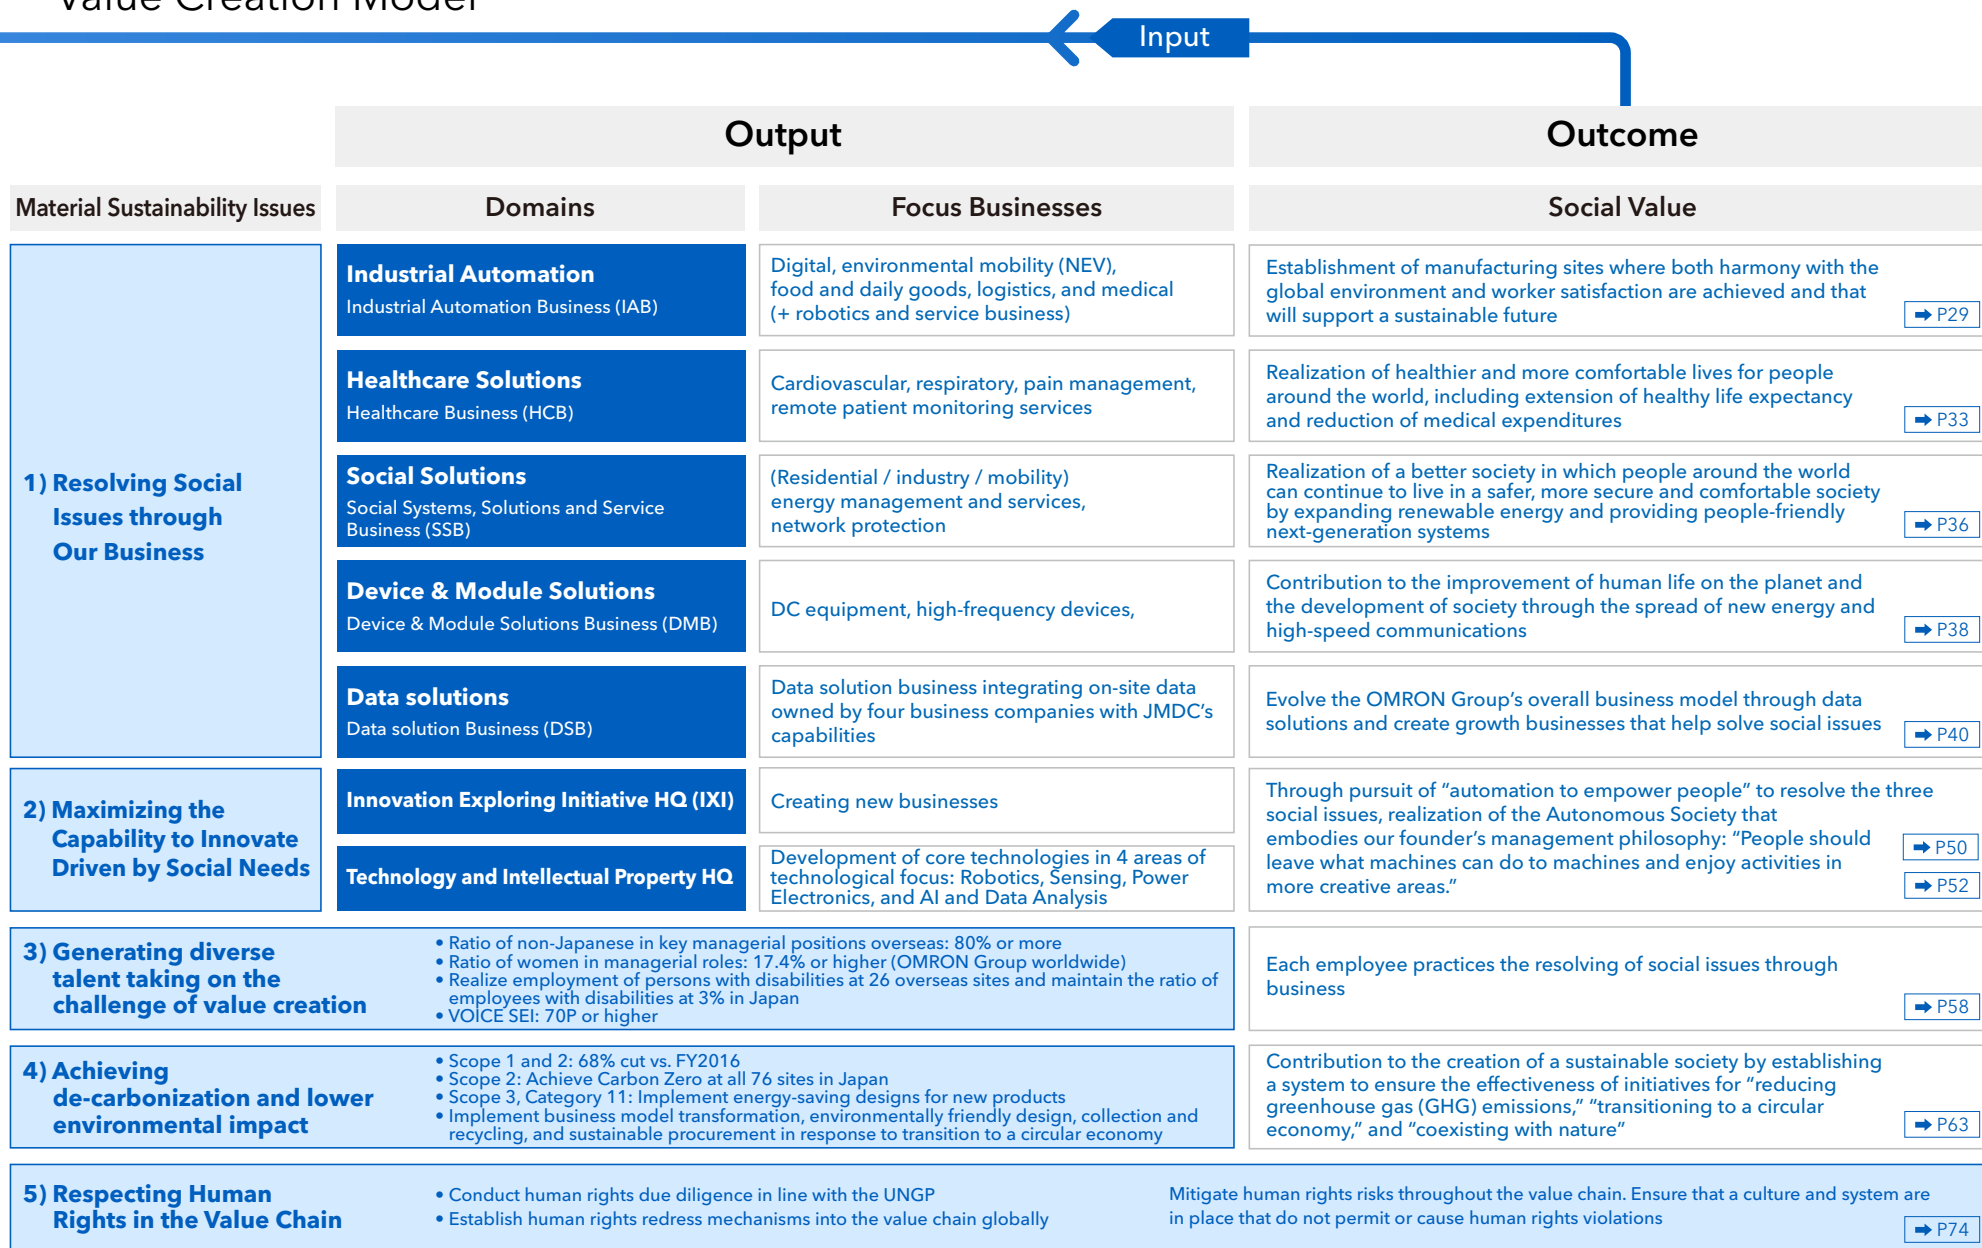 Value Creation Model
Input
Output
Outcome
Material Sustainability Issues
Domains
Focus Businesses
Social Value
1) Resolving Social
Issues through
Our Business
Industrial Automation
Industrial Automation Business (IAB)
Digital, environmental mobility (NEV),
food and daily goods, logistics, and medical
(+ robotics and service business)
Establishment of manufacturing sites where both harmony with the
global environment and worker satisfaction are achieved and that
will support a sustainable future
➡ P29
Healthcare Solutions
Healthcare Business (HCB)
Cardiovascular, respiratory, pain management,
remote patient monitoring services
Realization of healthier and more comfortable lives for people
around the world, including extension of healthy life expectancy
and reduction of medical expenditures
➡ P33
Social Solutions
Social Systems, Solutions and Service
Business (SSB)
(Residential / industry / mobility)
energy management and services,
network protection
Realization of a better society in which people around the world
can continue to live in a safer, more secure and comfortable society
by expanding renewable energy and providing people-friendly
next-generation systems
➡ P36
Device & Module Solutions
Device & Module Solutions Business (DMB)
DC equipment, high-frequency devices,
Contribution to the improvement of human life on the planet and
the development of society through the spread of new energy and
high-speed communications
➡ P38
Data solutions
Data solution Business (DSB)
Data solution business integrating on-site data
owned by four business companies with JMDC's
capabilities
Evolve the OMRON Group's overall business model through data
solutions and create growth businesses that help solve social issues
➡ P40
2) Maximizing the
Capability to Innovate
Driven by Social Needs
Innovation Exploring Initiative HQ (IXI)
Creating new businesses
Technology and Intellectual Property HQ
Development of core technologies in 4 areas of
technological focus: Robotics, Sensing, Power
Electronics, and AI and Data Analysis
Through pursuit of “automation to empower people” to resolve the three
social issues, realization of the Autonomous Society that
embodies our founder's management philosophy: “People should
leave what machines can do to machines and enjoy activities in
more creative areas.”
➡ P50
➡ P52
3) Generating diverse
talent taking on the
challenge of value creation
• Ratio of non-Japanese in key managerial positions overseas: 80% or more
• Ratio of women in managerial roles: 17.4% or higher (OMRON Group worldwide)
• Realize employment of persons with disabilities at 26 overseas sites and maintain the ratio of
employees with disabilities at 3% in Japan
• VOICE SEI: 70P or higher
Each employee practices the resolving of social issues through
business
➡ P58
4) Achieving
de-carbonization and lower
environmental impact
• Scope 1 and 2: 68% cut vs. FY2016
• Scope 2: Achieve Carbon Zero at all 76 sites in Japan
• Scope 3, Category 11: Implement energy-saving designs for new products
• Implement business model transformation, environmentally friendly design, collection and
recycling, and sustainable procurement in response to transition to a circular economy
Contribution to the creation of a sustainable society by establishing
a system to ensure the effectiveness of initiatives for “reducing
greenhouse gas (GHG) emissions,” “transitioning to a circular
economy,” and “coexisting with nature”
➡ P63
5) Respecting Human
Rights in the Value Chain
• Conduct human rights due diligence in line with the UNGP
• Establish human rights redress mechanisms into the value chain globally
Mitigate human rights risks throughout the value chain. Ensure that a culture and system are
in place that do not permit or cause human rights violations
➡ P74